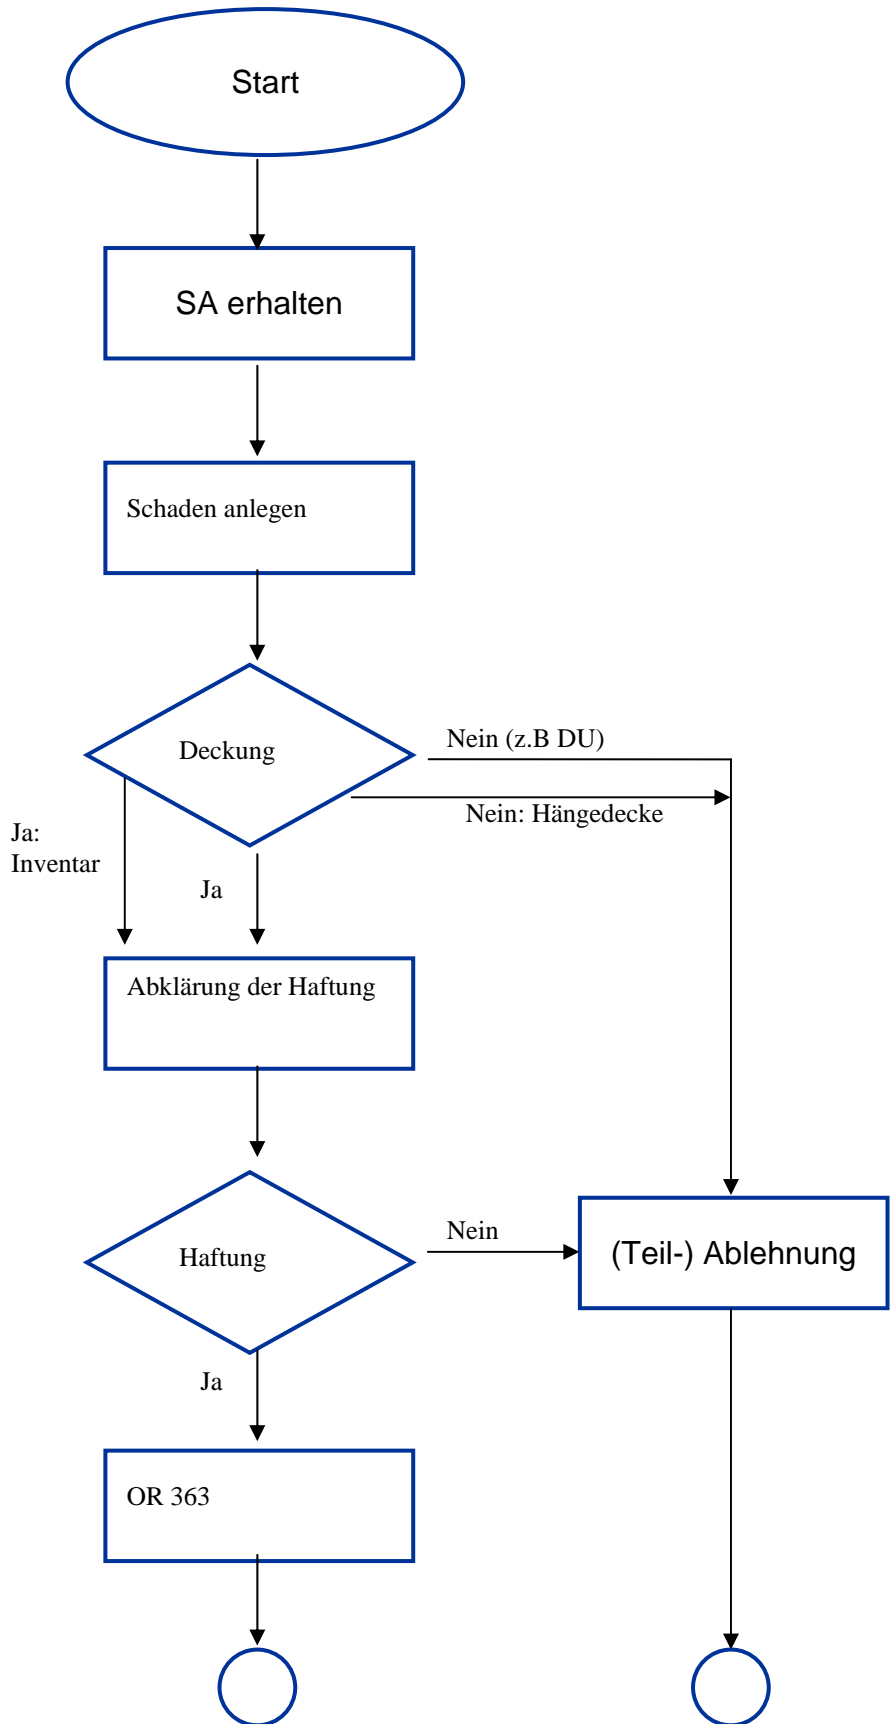 Start
SA erhalten
Schaden anlegen
Deckung
Nein (z.B DU)
Nein: Hängedecke
Ja:
Inventar
Ja
Abklärung der Haftung
Haftung
Nein
(Teil-) Ablehnung
Ja
OR 363